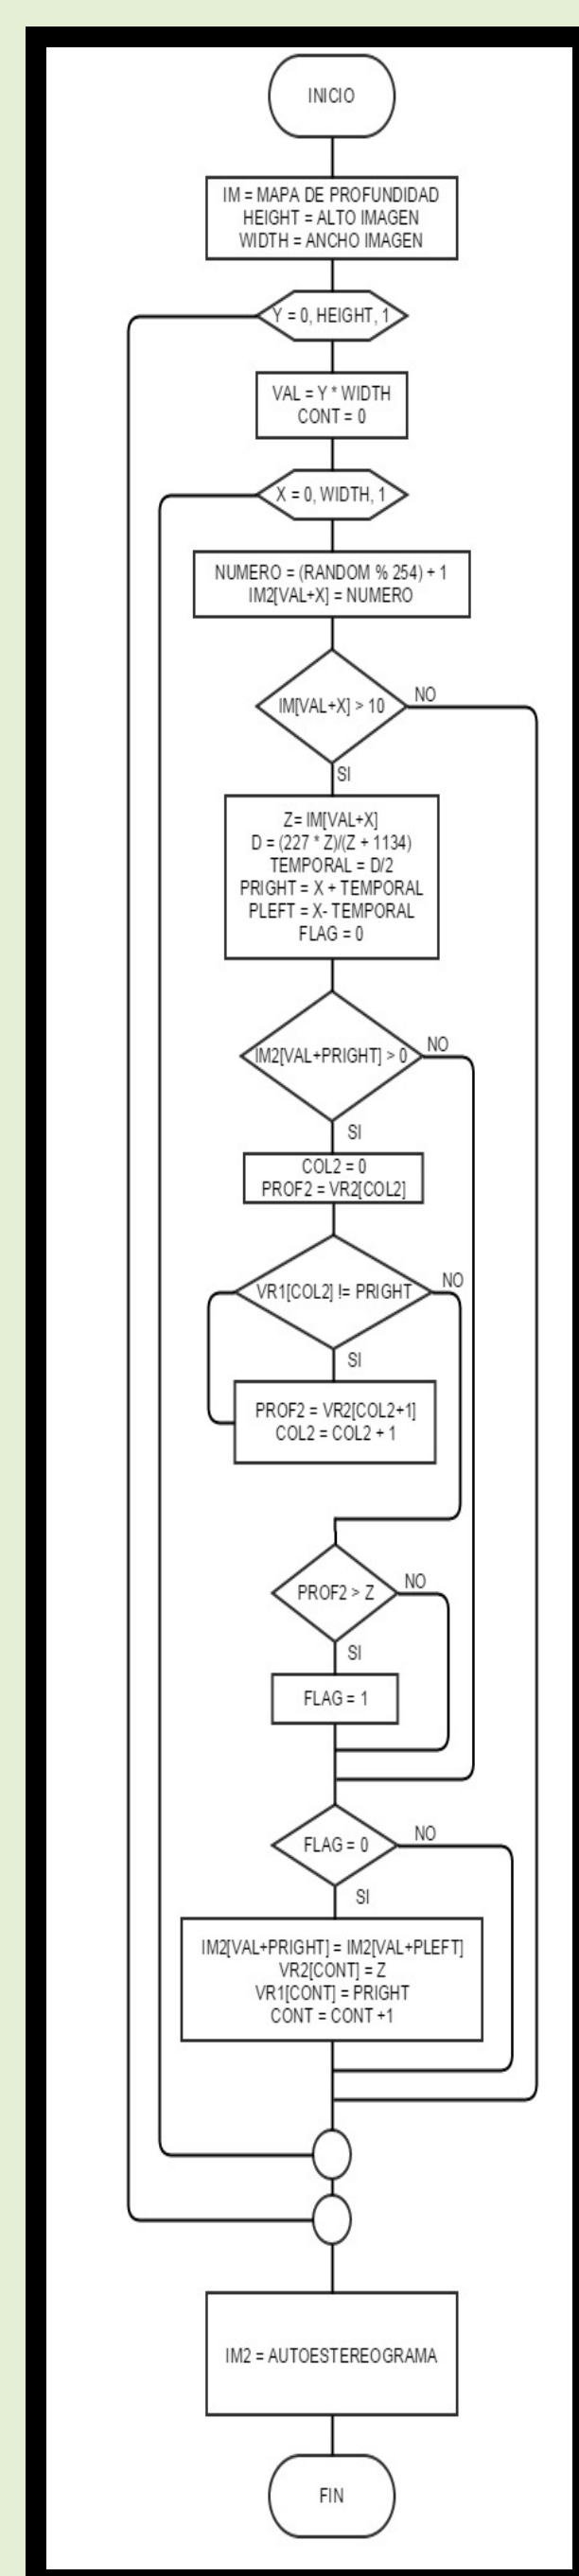 INICIO
IM = MAPA DE PROFUNDIDAD
HEIGHT = ALTO IMAGEN
WIDTH = ANCHO IMAGEN
Y = 0, HEIGHT, 1
VAL = Y * WIDTH
CONT = 0
X = 0, WIDTH, 1
NUMERO = (RANDOM % 254) + 1
IM2[VAL+X] = NUMERO
IM[VAL+X] > 10
NO
SI
Z= IM[VAL+X]
D = (227 * Z)/(Z + 1134)
TEMPORAL = D/2
PRIGHT = X + TEMPORAL
PLEFT = X- TEMPORAL
FLAG = 0
IM2[VAL+PRIGHT] > 0
NO
SI
COL2 = 0
PROF2 = VR2[COL2]
VR1[COL2] != PRIGHT
NO
SI
PROF2 = VR2[COL2+1]
COL2 = COL2 + 1
PROF2 > Z
NO
SI
FLAG = 1
FLAG = 0
NO
SI
IM2[VAL+PRIGHT] = IM2[VAL+PLEFT]
VR2[CONT] = Z
VR1[CONT] = PRIGHT
CONT = CONT +1
IM2 = AUTOESTEREOGRAMA
FIN